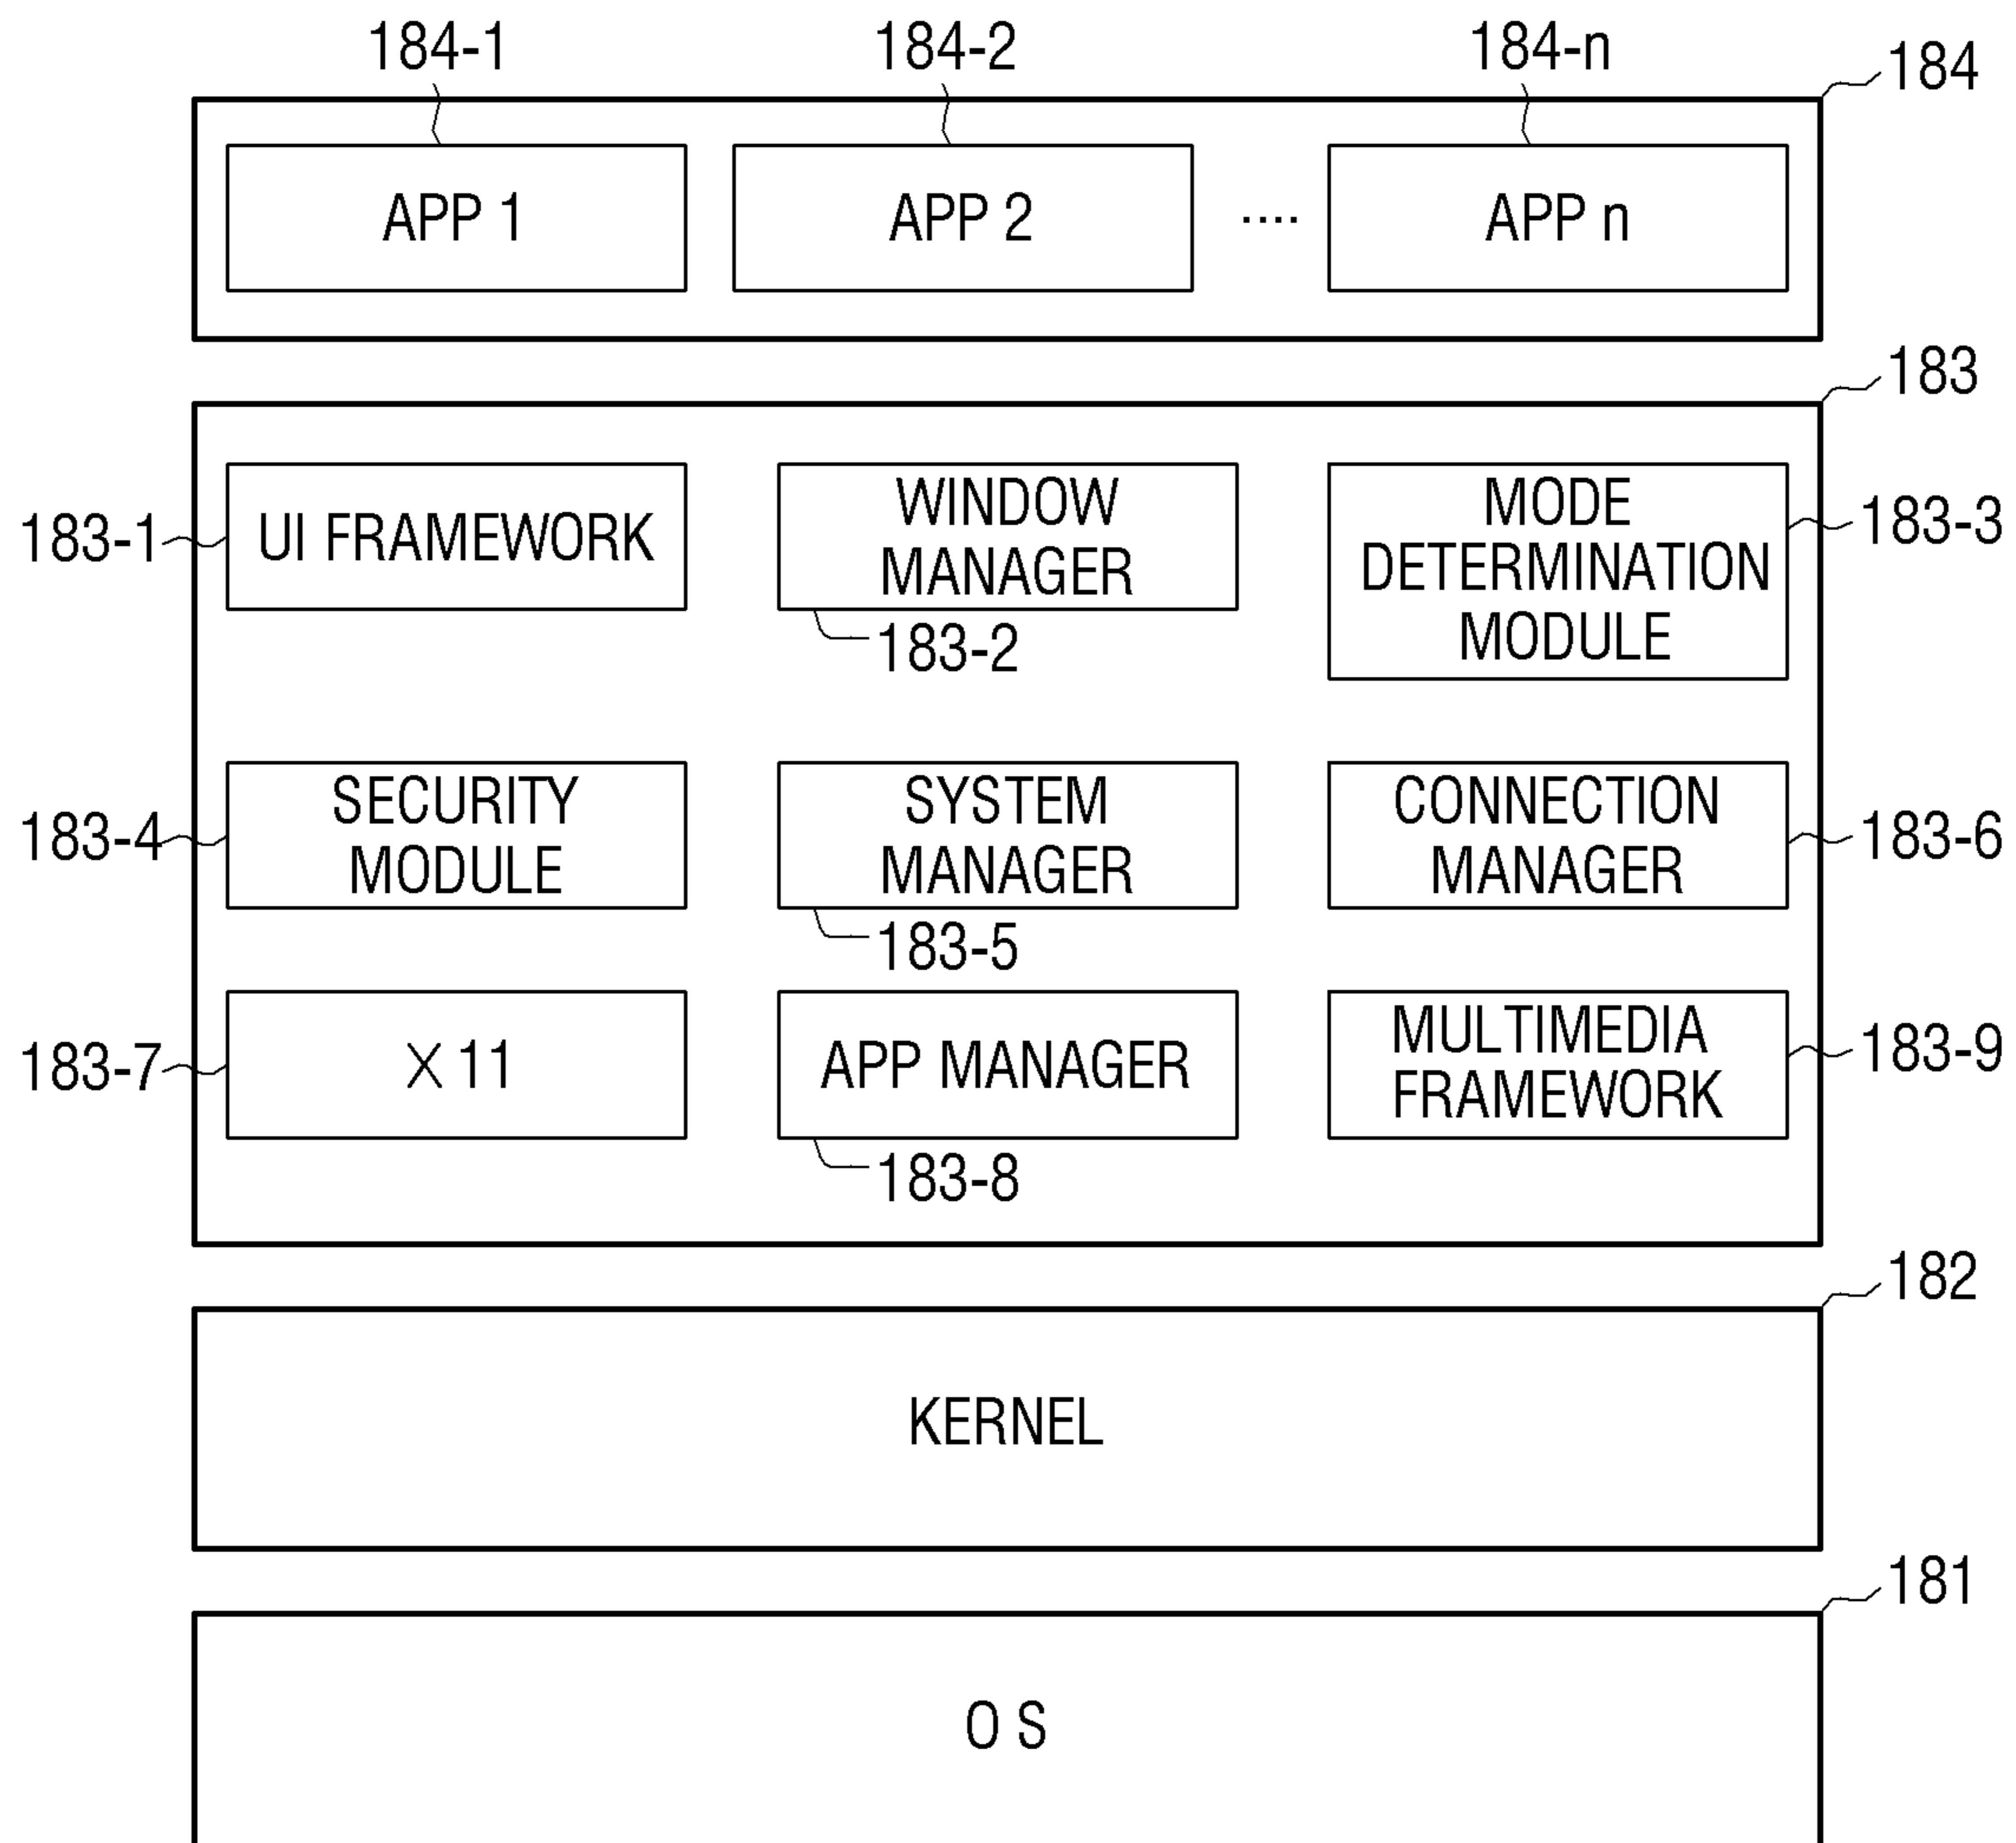 184-1 184-2 184-n 184
APP 1 APP 2 .... APP n
183
183-1 UI FRAMEWORK
WINDOW
MANAGER
183-2
MODE
DETERMINATION
MODULE
183-3
183-4
SECURITY
MODULE
SYSTEM
MANAGER
183-5
CONNECTION
MANAGER
183-6
183-7 X11
APP MANAGER
183-8
MULTIMEDIA
FRAMEWORK
183-9
182
KERNEL
181
OS